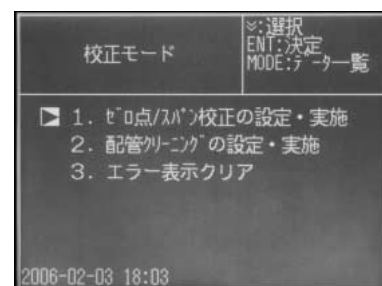 校正モード
≫:選択
ENT:決定
MODE:ﾃﾞｰﾀ一覧
▶ 1. ｾﾞﾛ点/ｽﾊﾟﾝ校正の設定・実施
2. 配管ｸﾘｰﾆﾝｸﾞの設定・実施
3. エラー表示クリア
2006-02-03 18:03